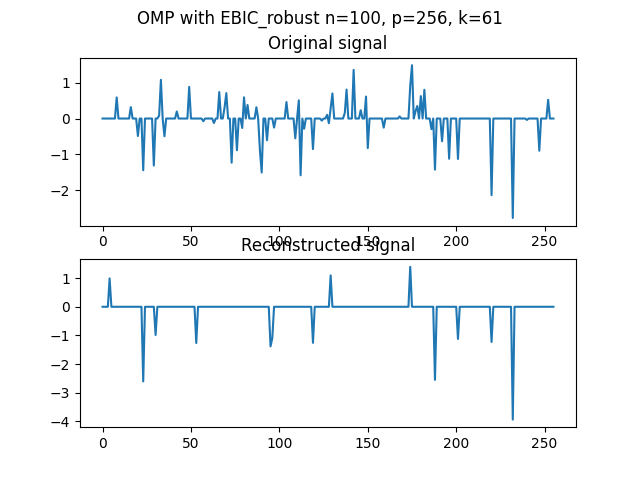 OMP with EBIC_robust n=100, p=256, k=61
Original signal
1
0
−1
−2
0 50 100 150 200 250
Reconstructed signal
1
0
−1
−2
−3
−4
0 50 100 150 200 250